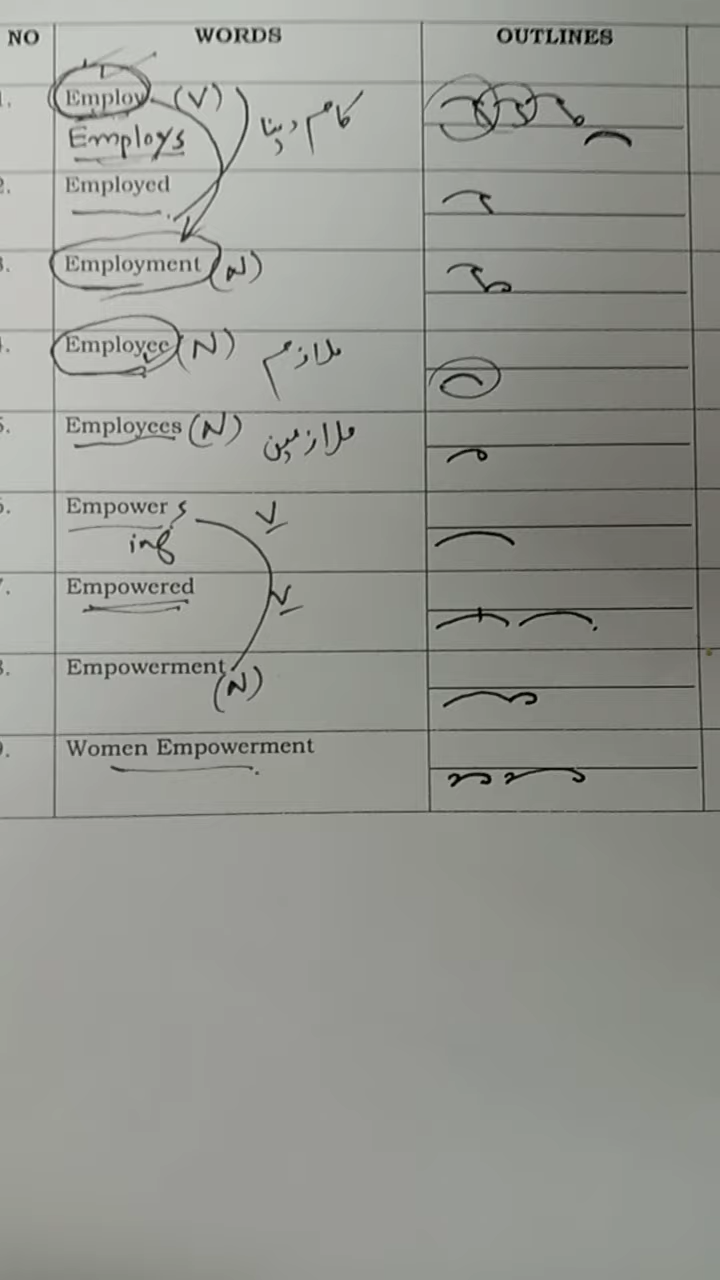 NO WORDS OUTLINES
1. Employ (V) کام دینا
Employs
2. Employed
3. Employment (N)
4. Employee (N) ملازم
5. Employees (N) ملازمین
6. Empower s V
ing
7. Empowered V
8. Empowerment
(N)
9. Women Empowerment